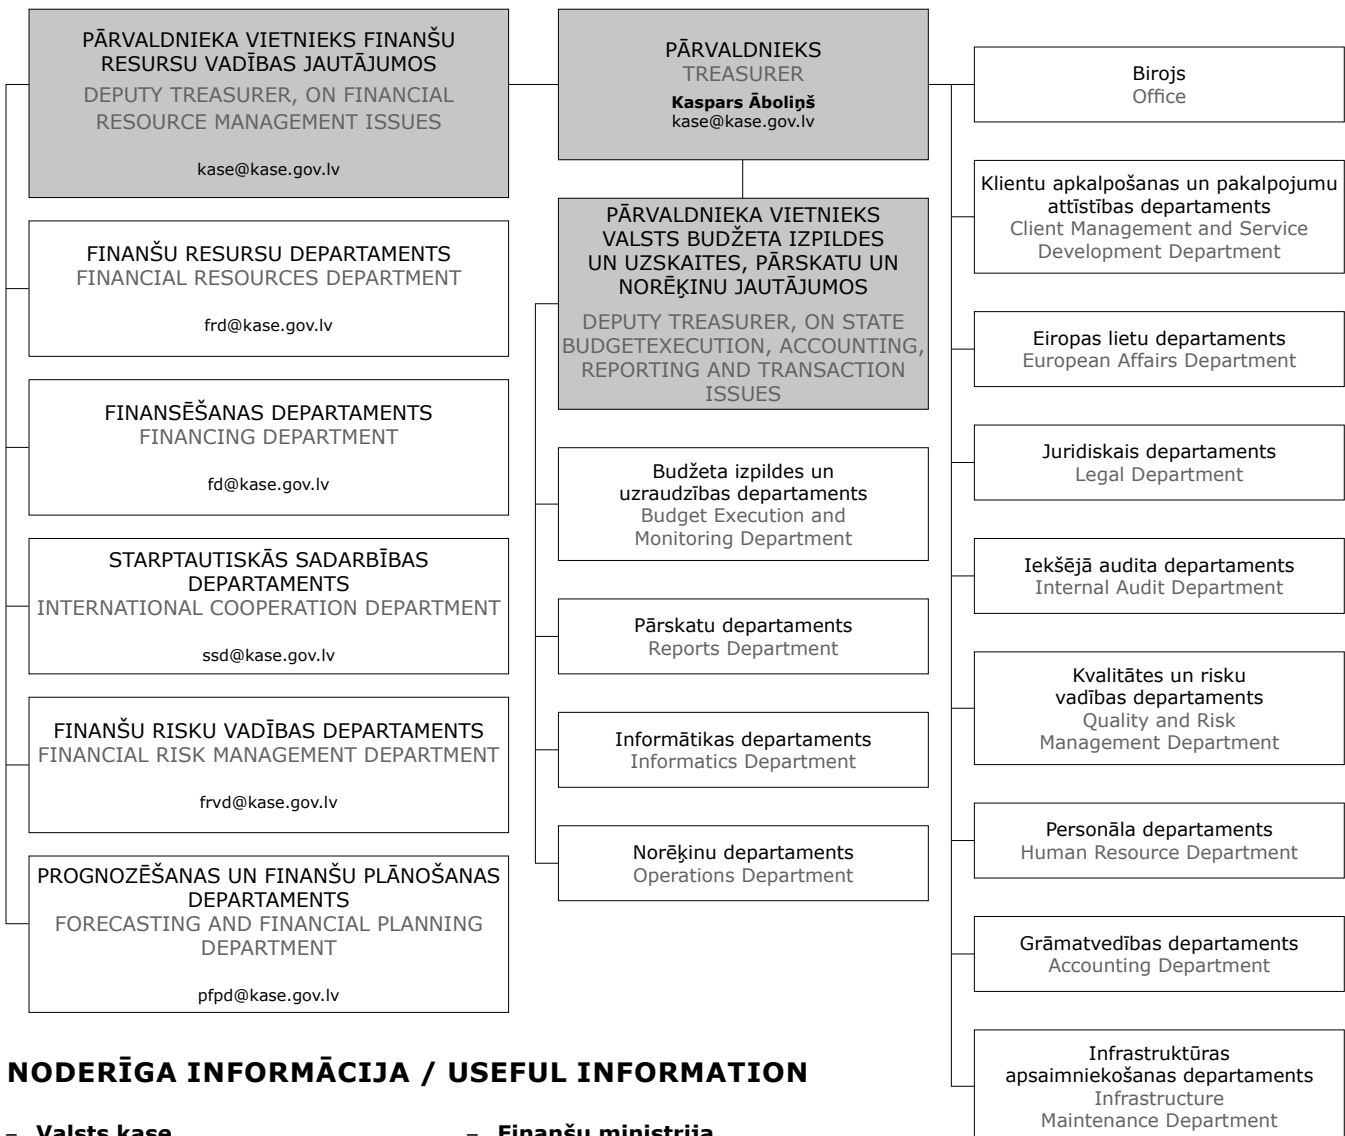 PĀRVALDNIEKA VIETNIEKS FINANŠU
RESURSU VADĪBAS JAUTĀJUMOS
DEPUTY TREASURER, ON FINANCIAL
RESOURCE MANAGEMENT ISSUES
kase@kase.gov.lv
FINANŠU RESURSU DEPARTAMENTS
FINANCIAL RESOURCES DEPARTMENT
frd@kase.gov.lv
FINANSĒŠANAS DEPARTAMENTS
FINANCING DEPARTMENT
fd@kase.gov.lv
STARPTAUTISKĀS SADARBĪBAS
DEPARTAMENTS
INTERNATIONAL COOPERATION DEPARTMENT
ssd@kase.gov.lv
FINANŠU RISKU VADĪBAS DEPARTAMENTS
FINANCIAL RISK MANAGEMENT DEPARTMENT
frvd@kase.gov.lv
PROGNOZĒŠANAS UN FINANŠU PLĀNOŠANAS
DEPARTAMENTS
FORECASTING AND FINANCIAL PLANNING
DEPARTMENT
pfpd@kase.gov.lv
PĀRVALDNIEKS
TREASURER
Kaspars Āboliņš
kase@kase.gov.lv
PĀRVALDNIEKA VIETNIEKS
VALSTS BUDŽETA IZPILDES
UN UZSKAITES, PĀRSKATU UN
NORĒĶINU JAUTĀJUMOS
DEPUTY TREASURER, ON STATE
BUDGETEXECUTION, ACCOUNTING,
REPORTING AND TRANSACTION
ISSUES
Budžeta izpildes un
uzraudzības departaments
Budget Execution and
Monitoring Department
Pārskatu departaments
Reports Department
Informātikas departaments
Informatics Department
Norēķinu departaments
Operations Department
Birojs
Office
Klientu apkalpošanas un pakalpojumu
attīstības departaments
Client Management and Service
Development Department
Eiropas lietu departaments
European Affairs Department
Juridiskais departaments
Legal Department
Iekšējā audita departaments
Internal Audit Department
Kvalitātes un risku
vadības departaments
Quality and Risk
Management Department
Personāla departaments
Human Resource Department
Grāmatvedības departaments
Accounting Department
Infrastruktūras
apsaimniekošanas departaments
Infrastructure
Maintenance Department
NODERĪGA INFORMĀCIJA / USEFUL INFORMATION
– Valsts kase
– Finanšu ministrija